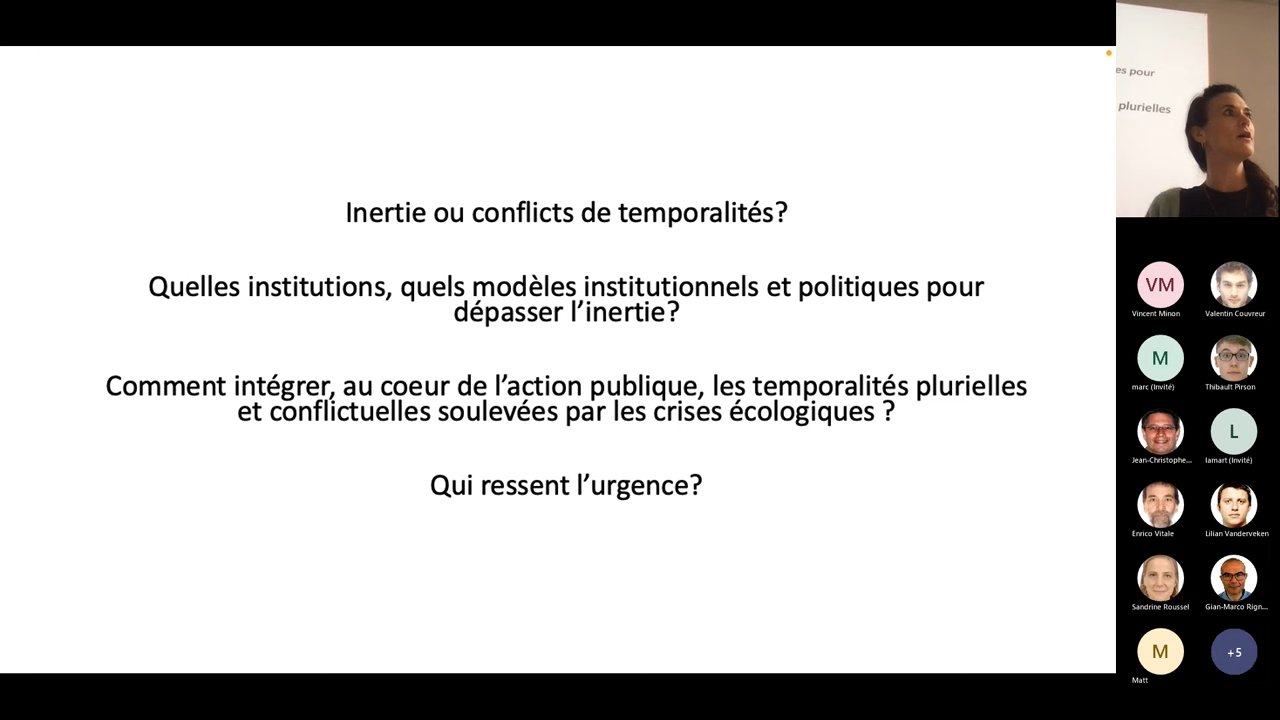 Inertie ou conflicts de temporalités?
Quelles institutions, quels modèles institutionnels et politiques pour
dépasser l'inertie?
Comment intégrer, au coeur de l'action publique, les temporalités plurielles
et conflictuelles soulevées par les crises écologiques ?
Qui ressent l'urgence?
es pour
plurielles
VM
Vincent Minon
Valentin Couvreur
M
marc (Invité)
Thibault Pirson
Jean-Christophe...
L
lamart (Invité)
Enrico Vitale
Lilian Vanderveken
Sandrine Roussel
Gian-Marco Rign...
M
Matt
+5